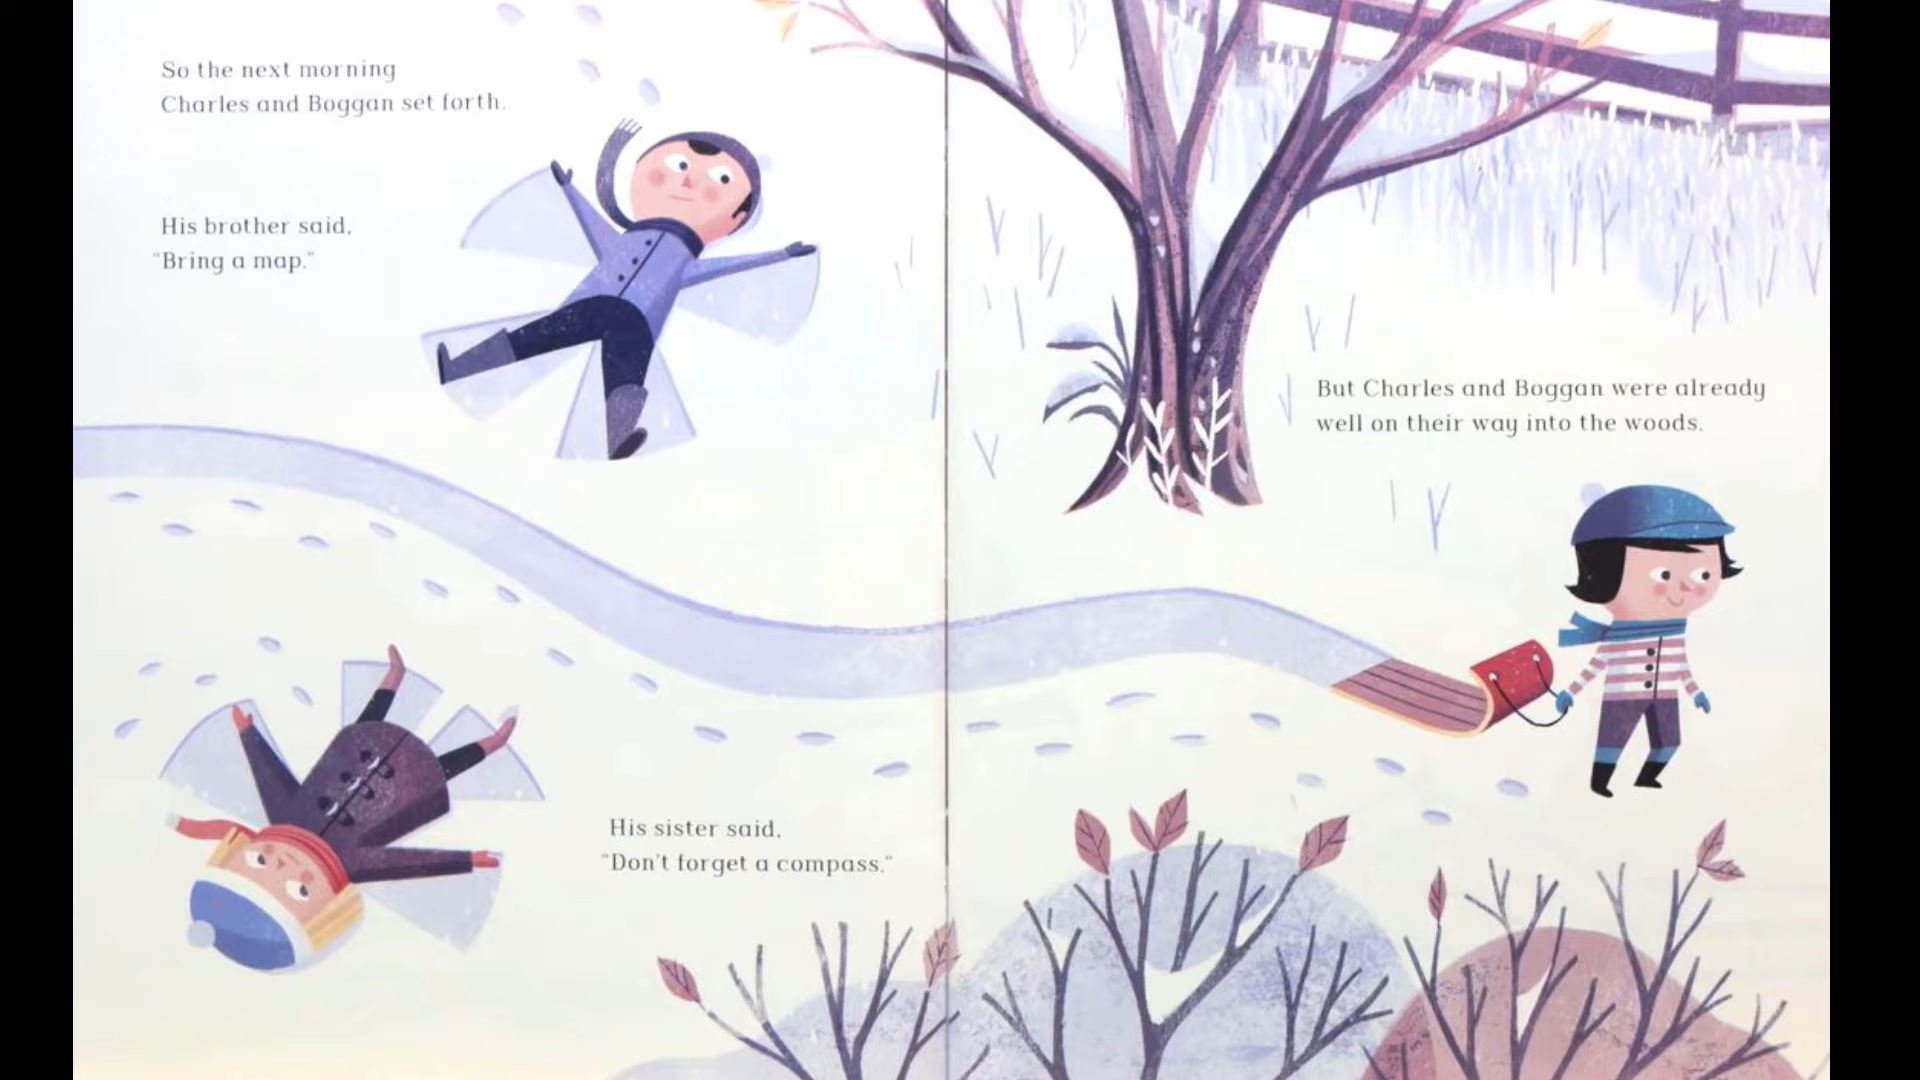 So the next morning
Charles and Boggan set forth.
His brother said,
"Bring a map."
His sister said,
"Don't forget a compass."
But Charles and Boggan were already
well on their way into the woods.